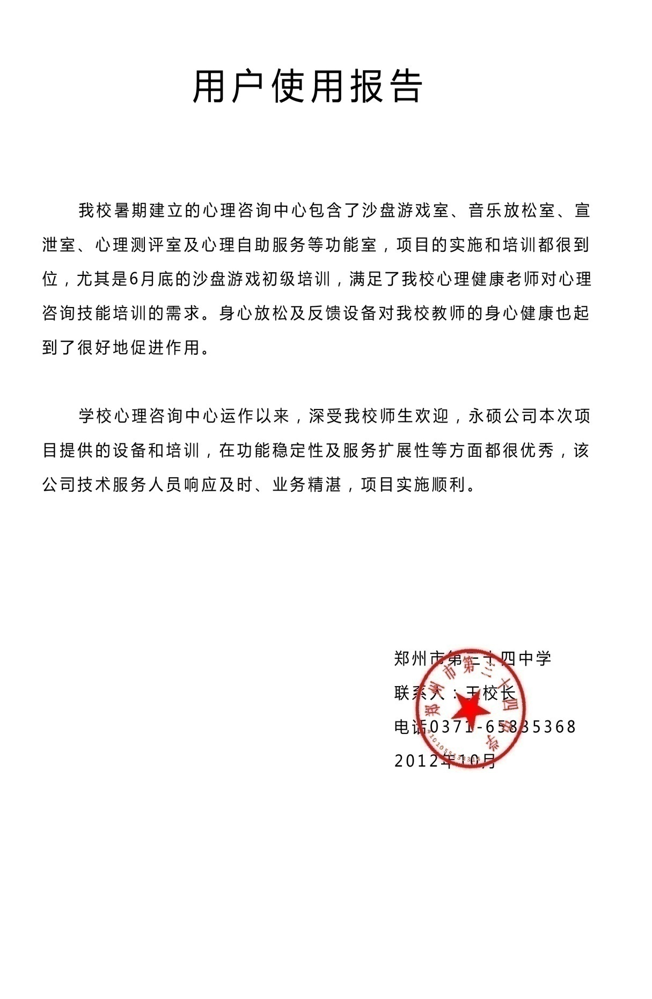 用户使用报告
我校暑期建立的心理咨询中心包含了沙盘游戏室、音乐放松室、宣
泄室、心理测评室及心理自助服务等功能室，项目的实施和培训都很到
位，尤其是6月底的沙盘游戏初级培训，满足了我校心理健康老师对心理
咨询技能培训的需求。身心放松及反馈设备对我校教师的身心健康也起
到了很好地促进作用。
学校心理咨询中心运作以来，深受我校师生欢迎，永硕公司本次项
目提供的设备和培训，在功能稳定性及服务扩展性等方面都很优秀，该
公司技术服务人员响应及时、业务精湛，项目实施顺利。
郑州市第三十四中学
联系人：王校长
电话0371-65835368
2012年10月
郑州市第三十四中学